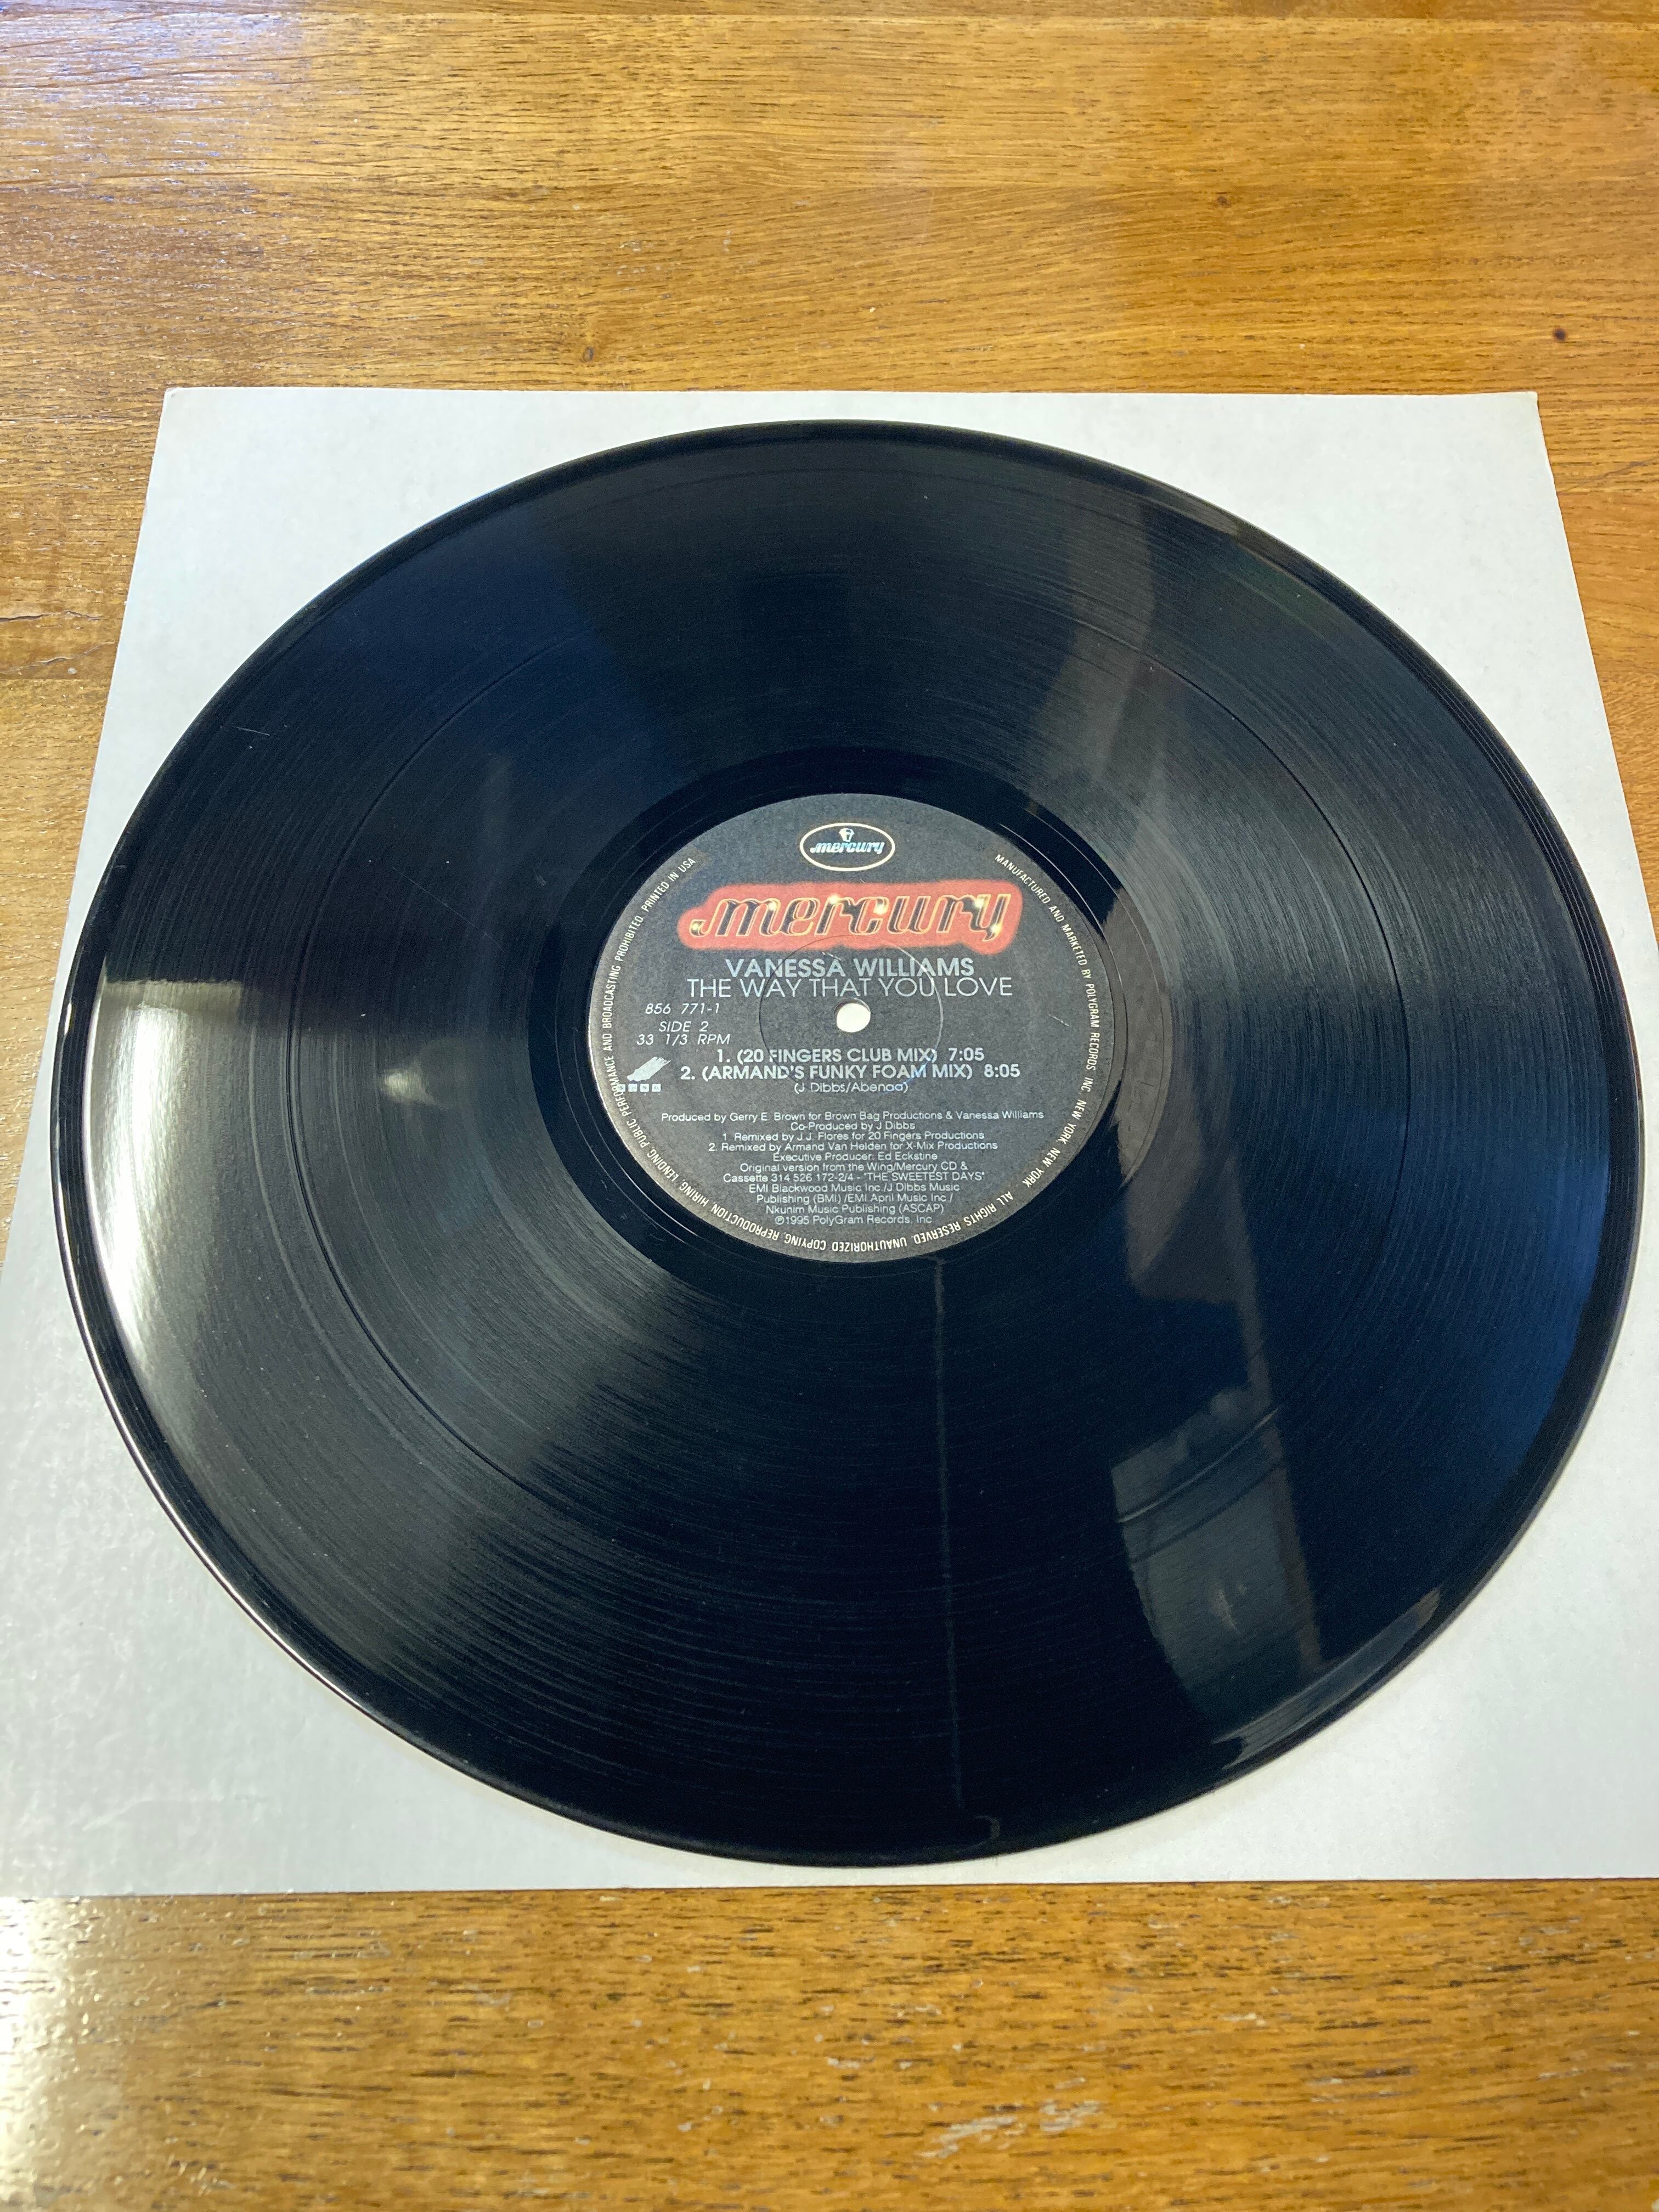 mercury
mercury
VANESSA WILLIAMS
THE WAY THAT YOU LOVE
856 771-1
SIDE 2
33 1/3 RPM
1. (20 FINGERS CLUB MIX) 7:05
2. (ARMAND'S FUNKY FOAM MIX) 8:05
(J Dibbs/Abenaa)
Produced by Gerry E. Brown for Brown Bag Productions & Vanessa Williams
Co-Produced by J Dibbs
1. Remixed by J.J. Flores for 20 Fingers Productions
2. Remixed by Armand Van Helden for X-Mix Productions
Executive Producer: Ed Eckstine
Original version from the Wing/Mercury CD &
Cassette 314 526 172-2/4 - "THE SWEETEST DAYS"
EMI Blackwood Music Inc /J Dibbs Music
Publishing (BMI) /EMI April Music Inc /
Nkunim Music Publishing (ASCAP)
℗1995 PolyGram Records, Inc
MANUFACTURED AND MARKETED BY POLYGRAM RECORDS INC. NEW YORK, NEW YORK ALL RIGHTS RESERVED. UNAUTHORIZED COPYING, REPRODUCTION, HIRING, LENDING, PUBLIC PERFORMANCE AND BROADCASTING PROHIBITED. PRINTED IN USA